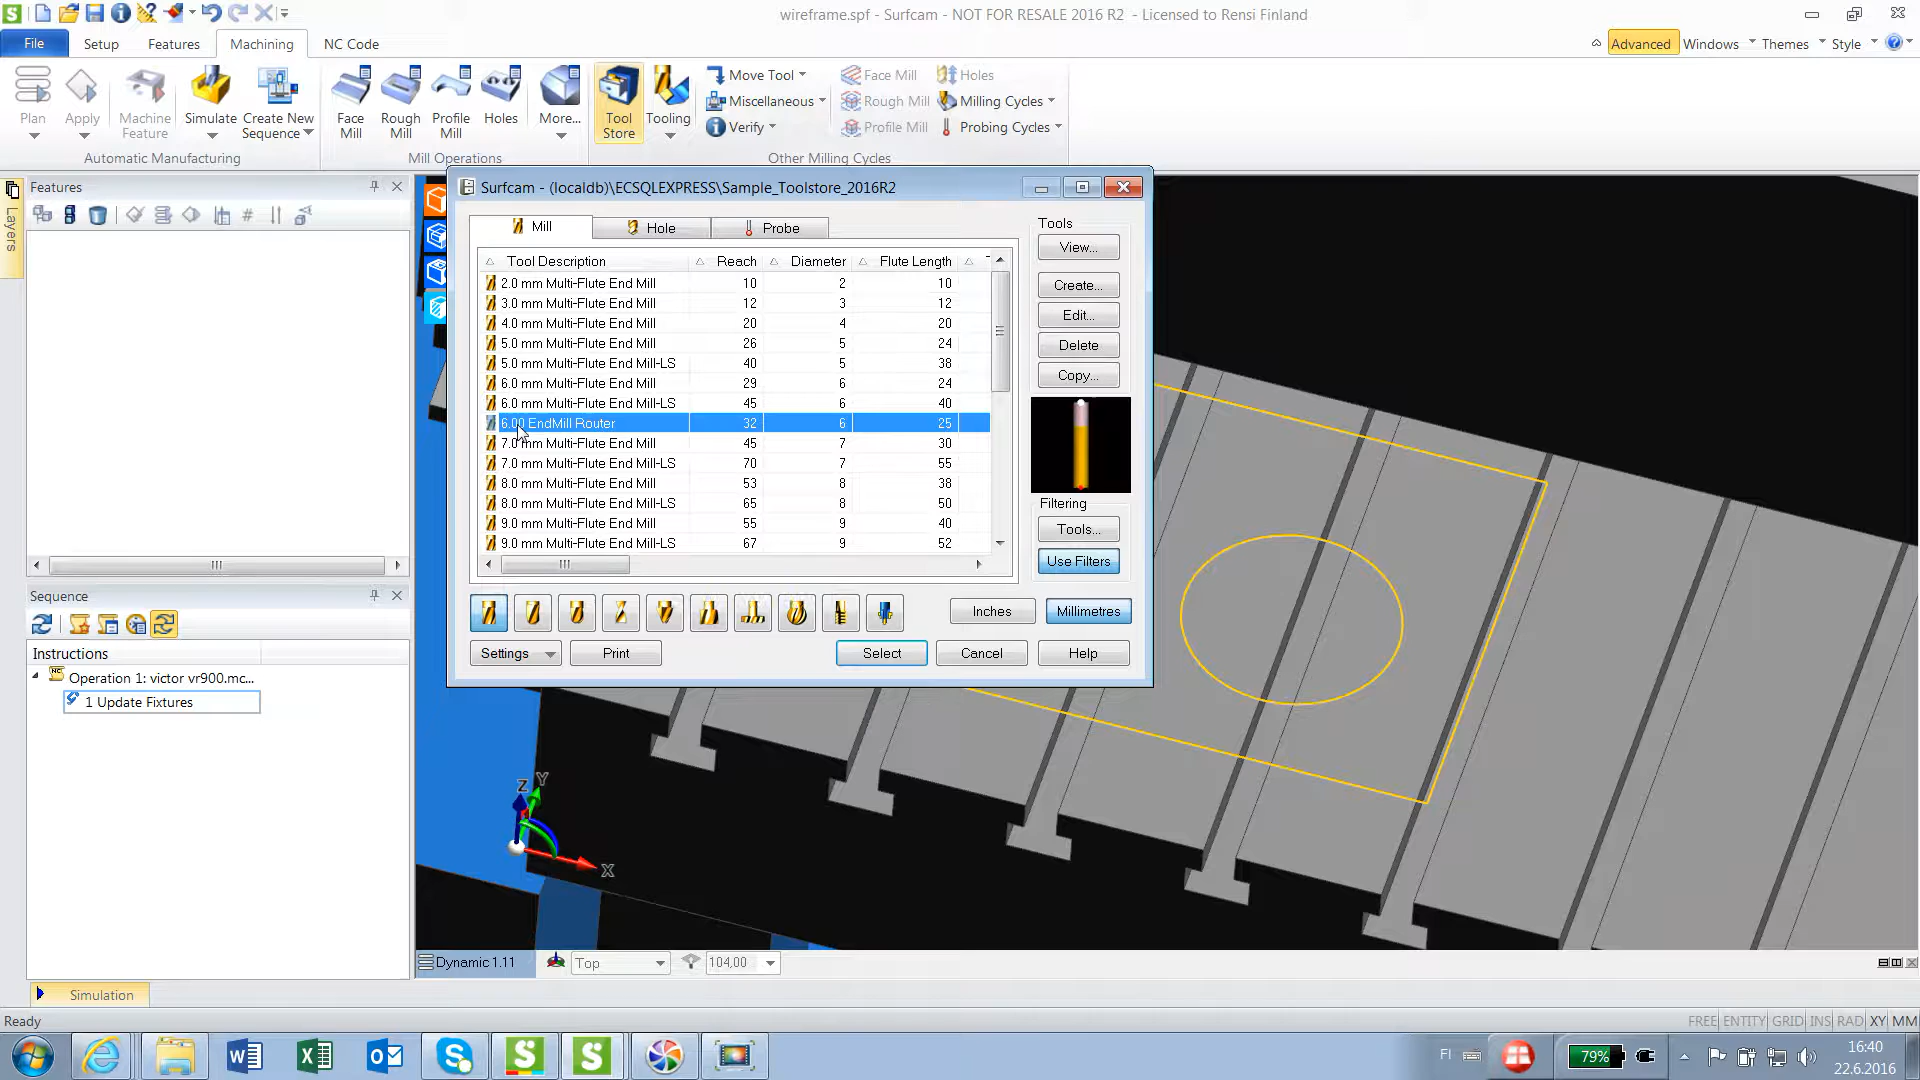 wireframe.spf - Surfcam - NOT FOR RESALE 2016 R2 - Licensed to Rensi Finland
File Setup Features Machining NC Code Advanced Windows Themes Style
Plan Apply Machine Feature Simulate Create New Sequence
Automatic Manufacturing
Face Mill Rough Mill Profile Mill Holes More...
Mill Operations
Tool Store Tooling
Move Tool Face Mill Holes
Miscellaneous Rough Mill Milling Cycles
Verify Profile Mill Probing Cycles
Other Milling Cycles
Layers
Features
Surfcam - (localdb)\ECSQLEXPRESS\Sample_Toolstore_2016R2
Mill Hole Probe
Tool Description Reach Diameter Flute Length
2.0 mm Multi-Flute End Mill 10 2 10
3.0 mm Multi-Flute End Mill 12 3 12
4.0 mm Multi-Flute End Mill 20 4 20
5.0 mm Multi-Flute End Mill 26 5 24
5.0 mm Multi-Flute End Mill-LS 40 5 38
6.0 mm Multi-Flute End Mill 29 6 24
6.0 mm Multi-Flute End Mill-LS 45 6 40
6.00 EndMill Router 32 6 25
7.0 mm Multi-Flute End Mill 45 7 30
7.0 mm Multi-Flute End Mill-LS 70 7 55
8.0 mm Multi-Flute End Mill 53 8 38
8.0 mm Multi-Flute End Mill-LS 65 8 50
9.0 mm Multi-Flute End Mill 55 9 40
9.0 mm Multi-Flute End Mill-LS 67 9 52
Tools
View...
Create...
Edit...
Delete
Copy...
Filtering
Tools...
Use Filters
Inches Millimetres
Settings Print Select Cancel Help
Sequence
Instructions
Operation 1: victor vr900.mc...
1 Update Fixtures
Z Y
X
Dynamic 1.11 Top 104,00
Simulation
Ready
FREE ENTITY GRID INS RAD XY MM
FI 79% 16:40
22.6.2016